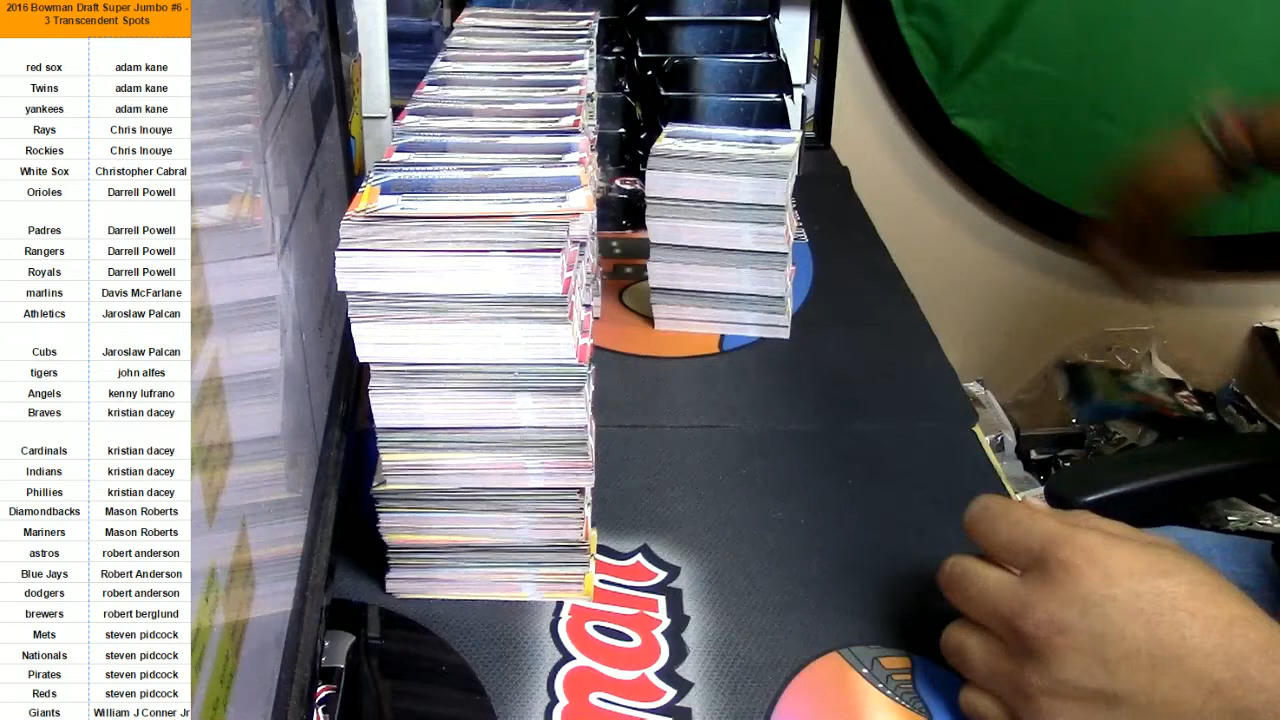 2016 Bowman Draft Super Jumbo #6 -
3 Transcendent Spots
red sox adam kane
Twins adam kane
yankees adam kane
Rays Chris Inouye
Rockies Chris Inouye
White Sox Christopher Cabral
Orioles Darrell Powell
Padres Darrell Powell
Rangers Darrell Powell
Royals Darrell Powell
marlins Davis McFarlane
Athletics Jaroslaw Palcan
Cubs Jaroslaw Palcan
tigers john alfes
Angels kenny lufrano
Braves kristian dacey
Cardinals kristian dacey
Indians kristian dacey
Phillies kristian dacey
Diamondbacks Mason Roberts
Mariners Mason Roberts
astros robert anderson
Blue Jays Robert Anderson
dodgers robert anderson
brewers robert berglund
Mets steven pidcock
Nationals steven pidcock
Pirates steven pidcock
Reds steven pidcock
Giants William J Conner Jr